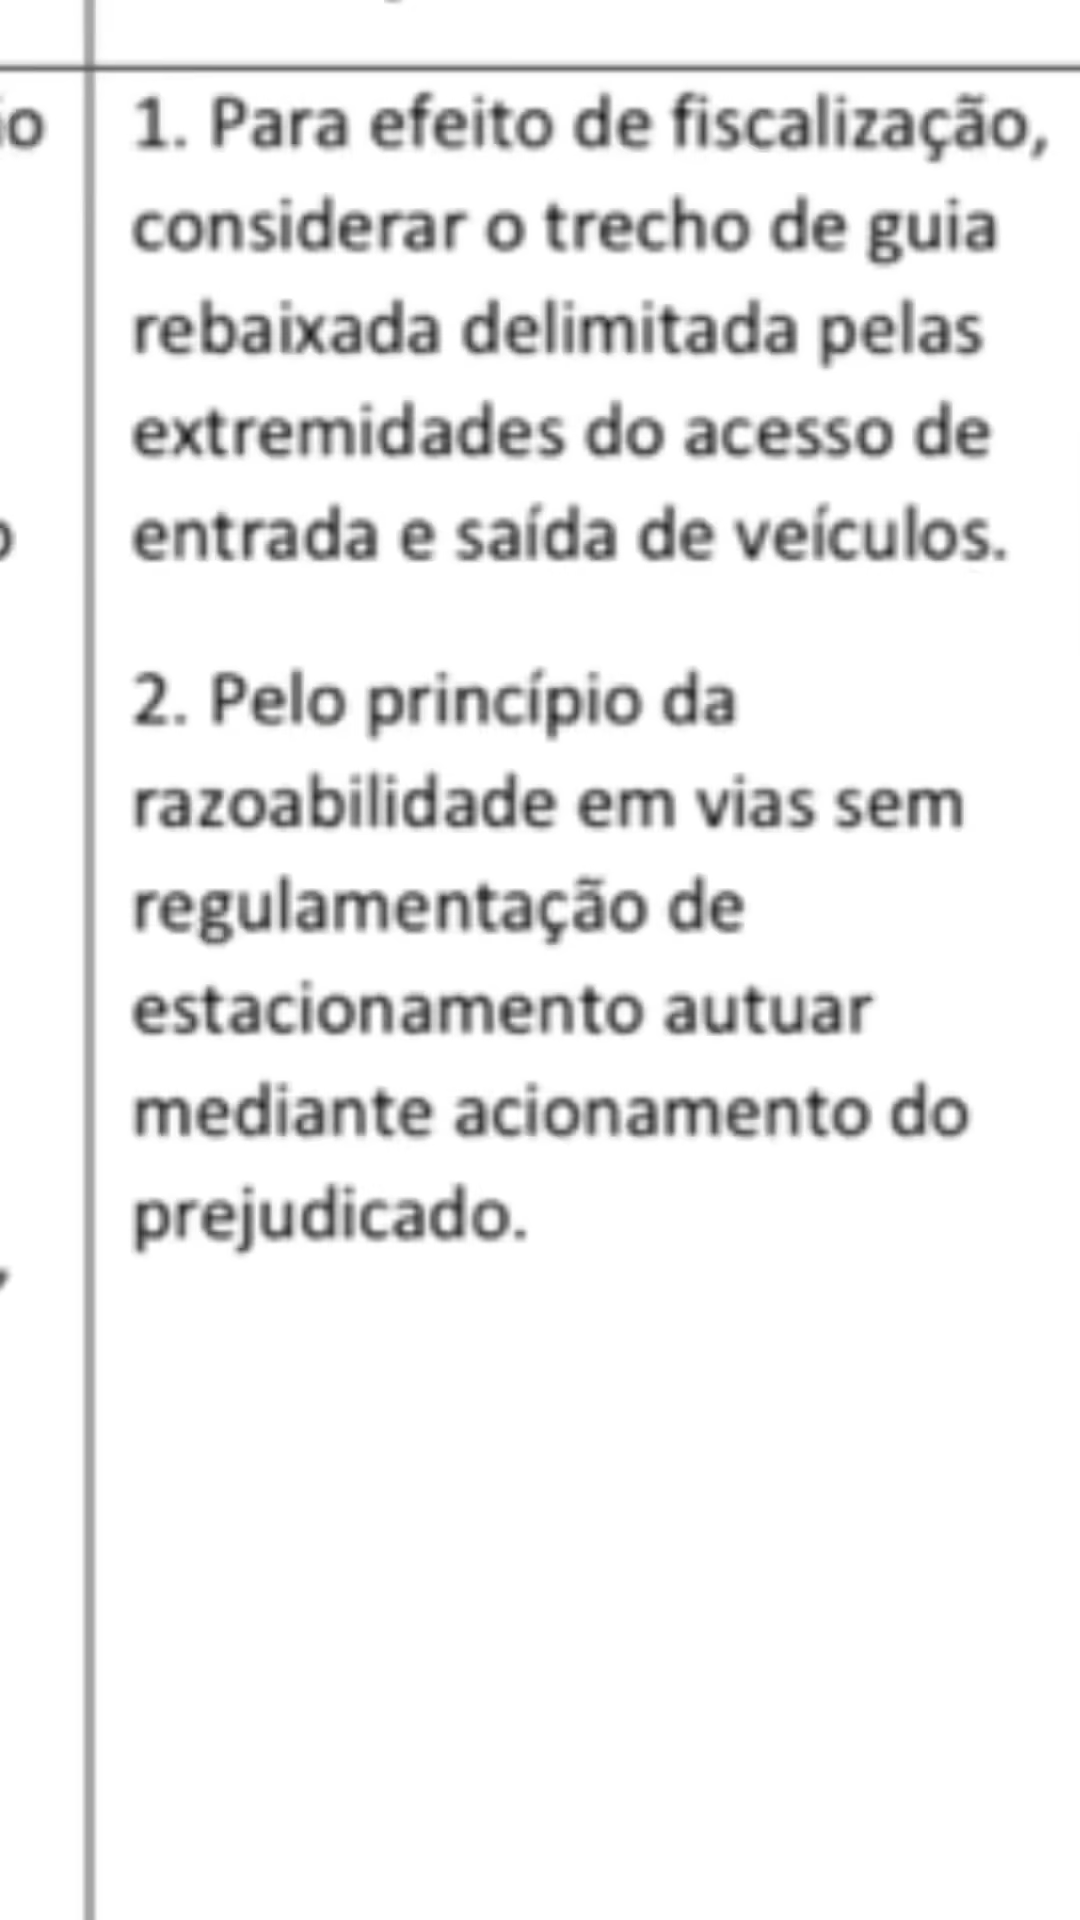 io
1. Para efeito de fiscalização,
considerar o trecho de guia
rebaixada delimitada pelas
extremidades do acesso de
o
entrada e saída de veículos.
2. Pelo princípio da
razoabilidade em vias sem
regulamentação de
estacionamento autuar
mediante acionamento do
prejudicado.
,